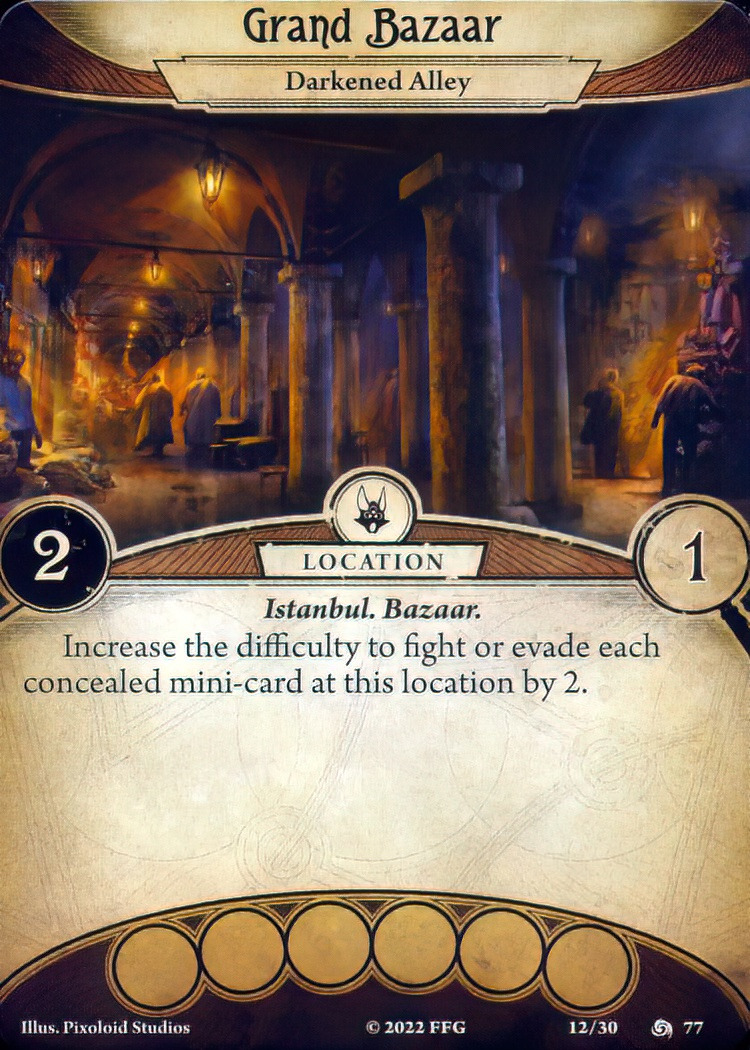 Grand Bazaar
Darkened Alley
2
1
LOCATION
Istanbul. Bazaar.
Increase the difficulty to fight or evade each
concealed mini-card at this location by 2.
Illus. Pixoloid Studios
© 2022 FFG
12/30
77